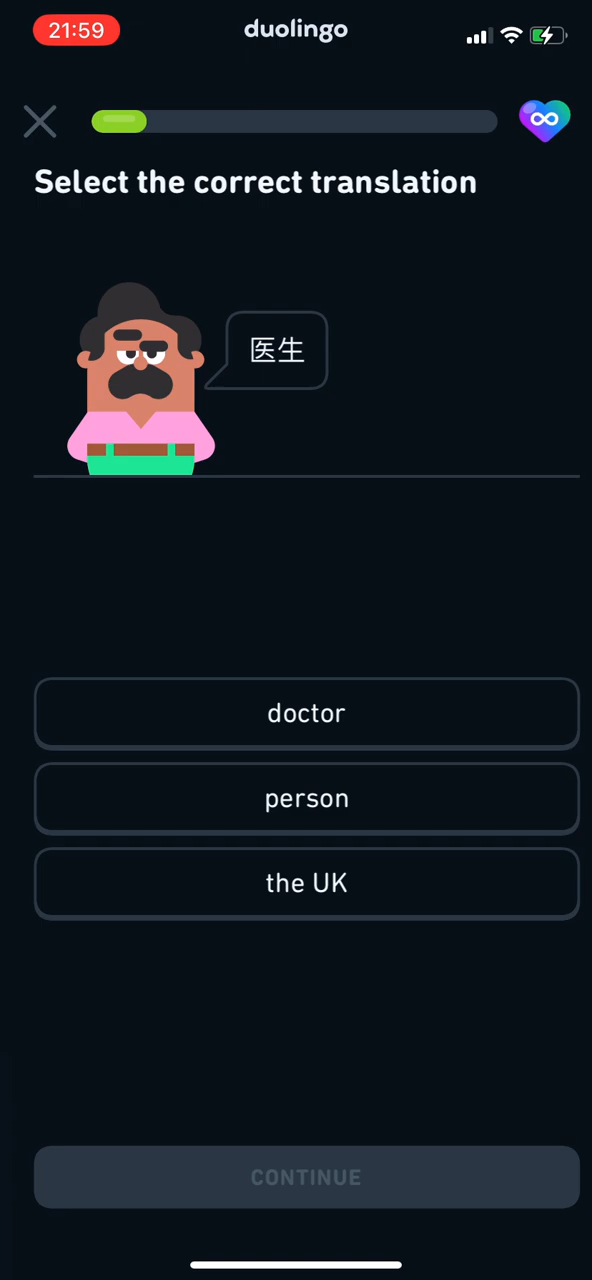 21:59
duolingo
Select the correct translation
医生
doctor
person
the UK
CONTINUE